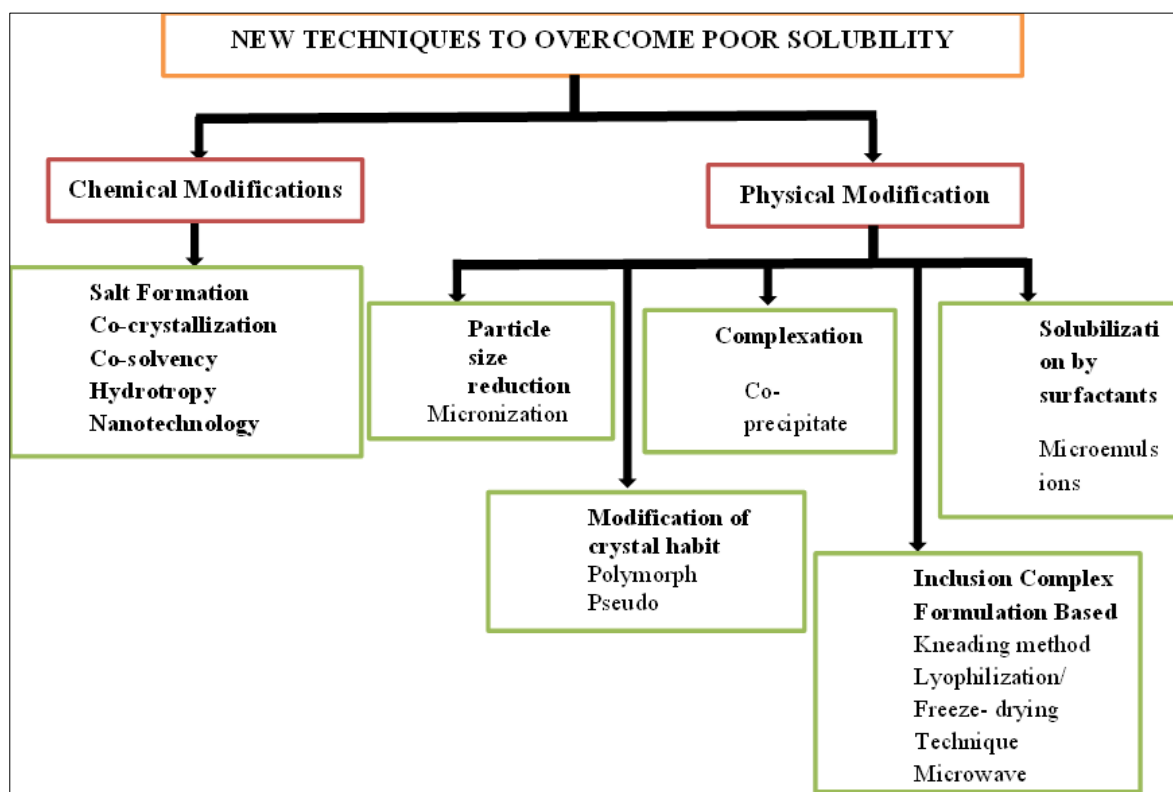 NEW TECHNIQUES TO OVERCOME POOR SOLUBILITY
Chemical Modifications
Physical Modification
Salt Formation
Co-crystallization
Co-solvency
Hydrotropy
Nanotechnology
Particle
size
reduction
Micronization
Complexation
Co-
precipitate
Solubilizati
on by
surfactants
Microemuls
ions
Modification of
crystal habit
Polymorph
Pseudo
Inclusion Complex
Formulation Based
Kneading method
Lyophilization/
Freeze- drying
Technique
Microwave